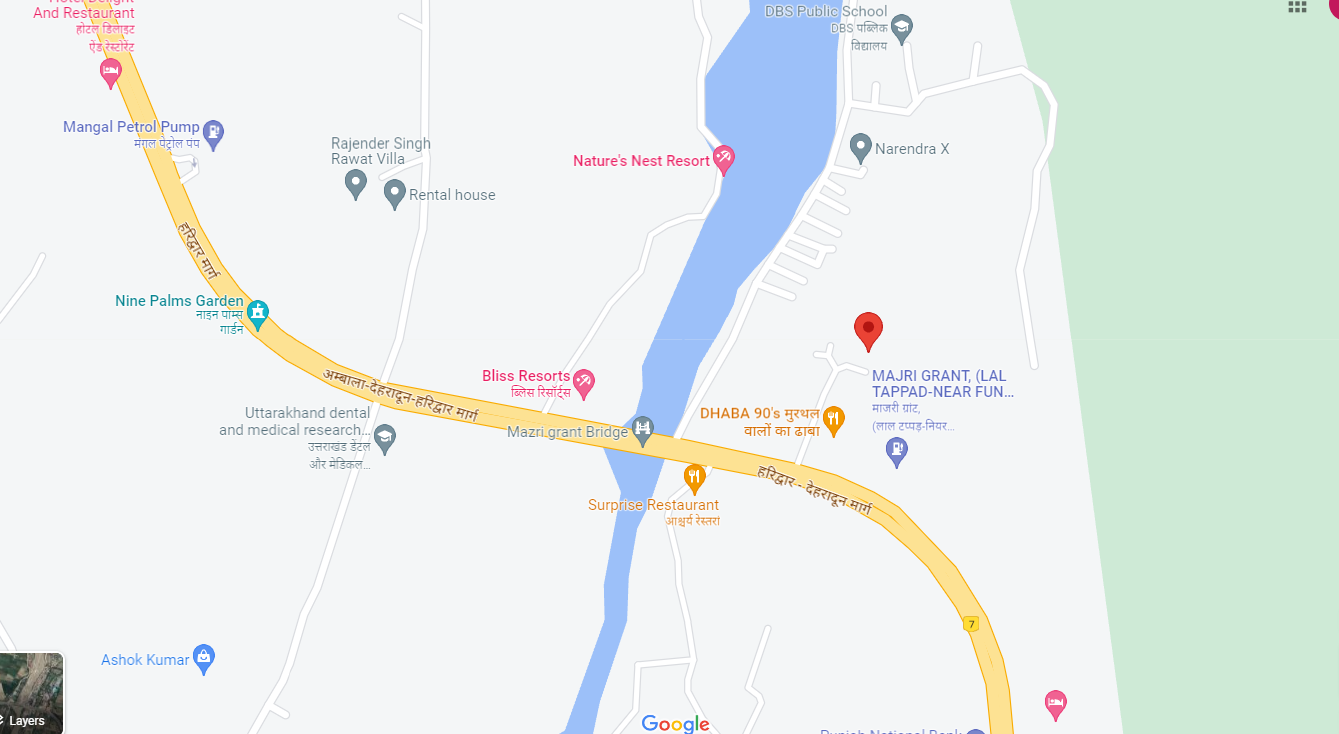 Hotel Delight
And Restaurant
होटल डिलाइट
ऐंड रेस्टोरेंट
DBS Public School
DBS पब्लिक
विद्यालय
Mangal Petrol Pump
मंगल पेट्रोल पंप
Rajender Singh
Rawat Villa
Rental house
Nature's Nest Resort
Narendra X
हरिद्वार मार्ग
Nine Palms Garden
नाइन पाम्स
गार्डन
अम्बाला-देहरादून-हरिद्वार मार्ग
Bliss Resorts
ब्लिस रिसॉर्ट्स
MAJRI GRANT, (LAL
TAPPAD-NEAR FUN...
माजरी ग्रांट,
(लाल टप्पड़-नियर...
Uttarakhand dental
and medical research...
उत्तराखंड डेंटल
और मेडिकल...
Mazri grant Bridge
DHABA 90's मुरथल
वालों का ढाबा
हरिद्वार - देहरादून मार्ग
Surprise Restaurant
आश्चर्य रेस्तरां
7
Ashok Kumar
Layers
Google
Punjab National Bank